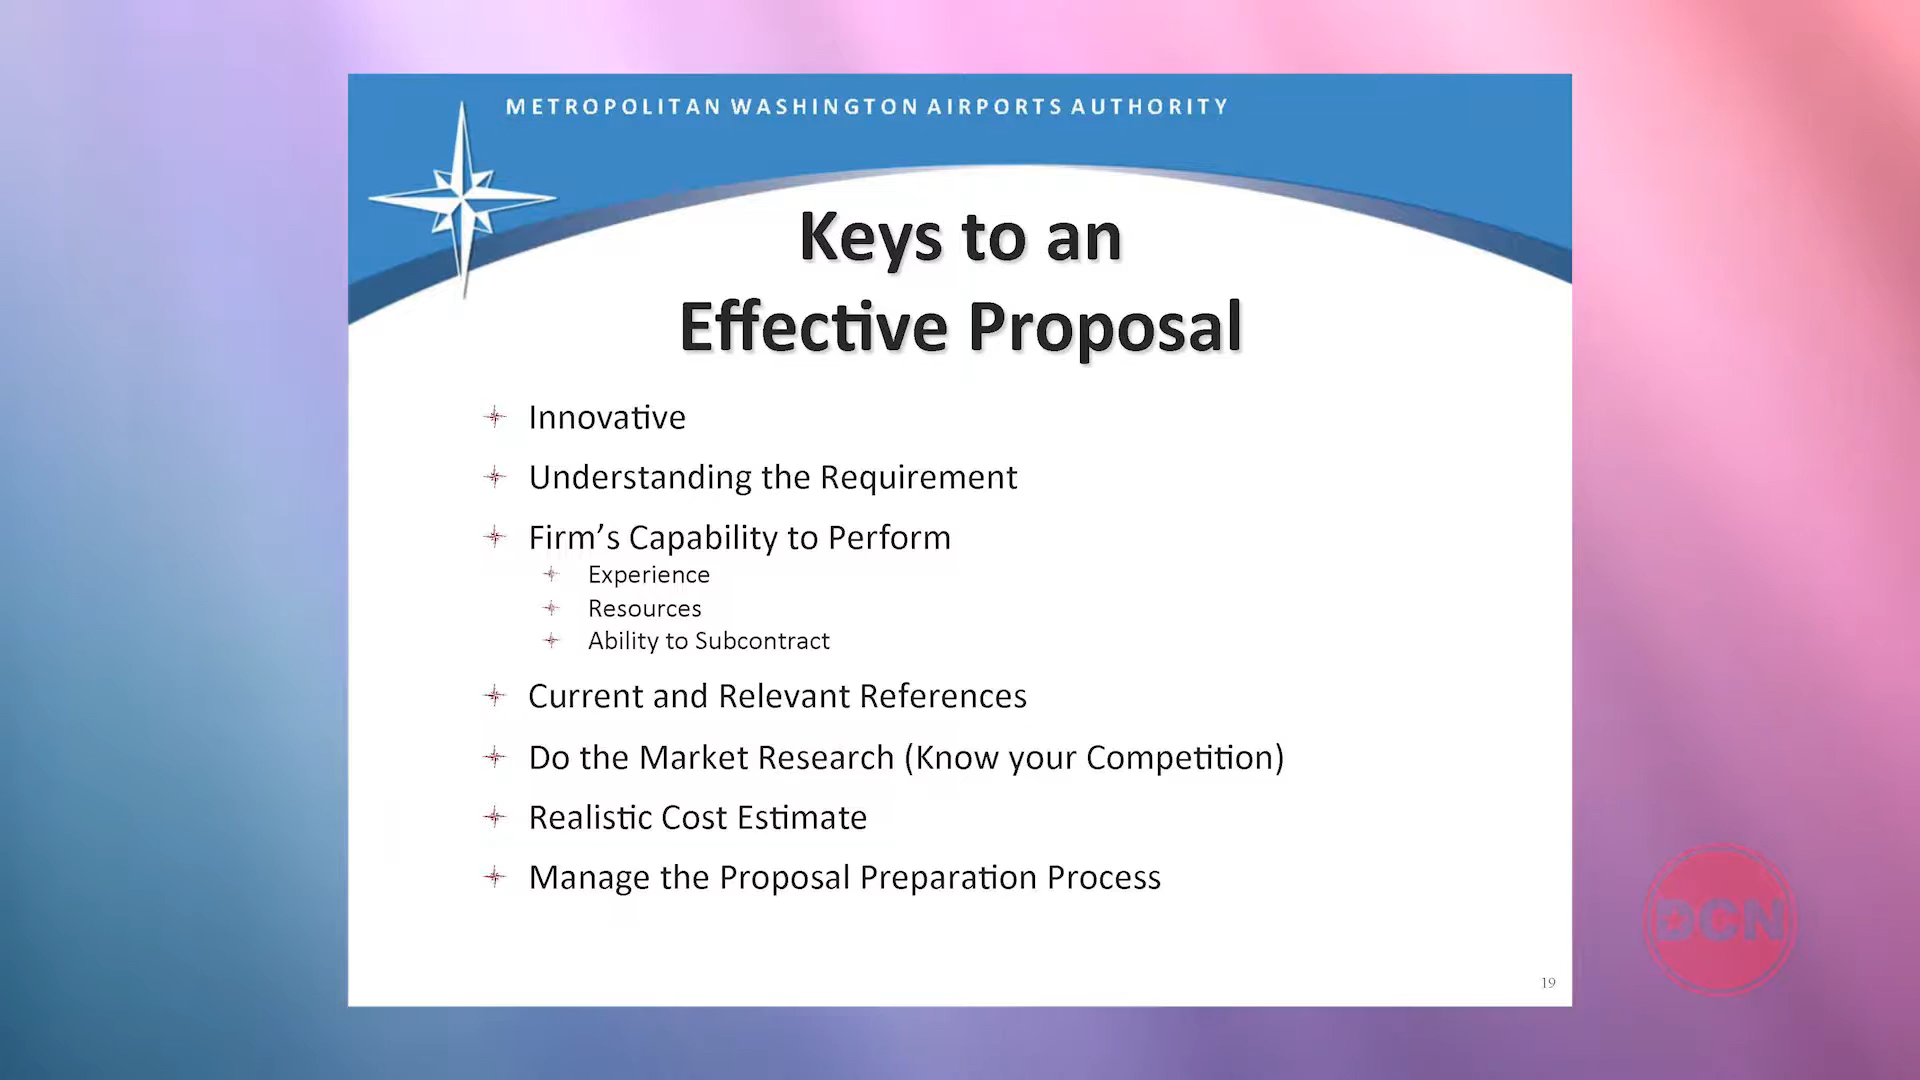 METROPOLITAN WASHINGTON AIRPORTS AUTHORITY
Keys to an
Effective Proposal
Innovative
Understanding the Requirement
Firm’s Capability to Perform
Experience
Resources
Ability to Subcontract
Current and Relevant References
Do the Market Research (Know your Competition)
Realistic Cost Estimate
Manage the Proposal Preparation Process
19
DCN